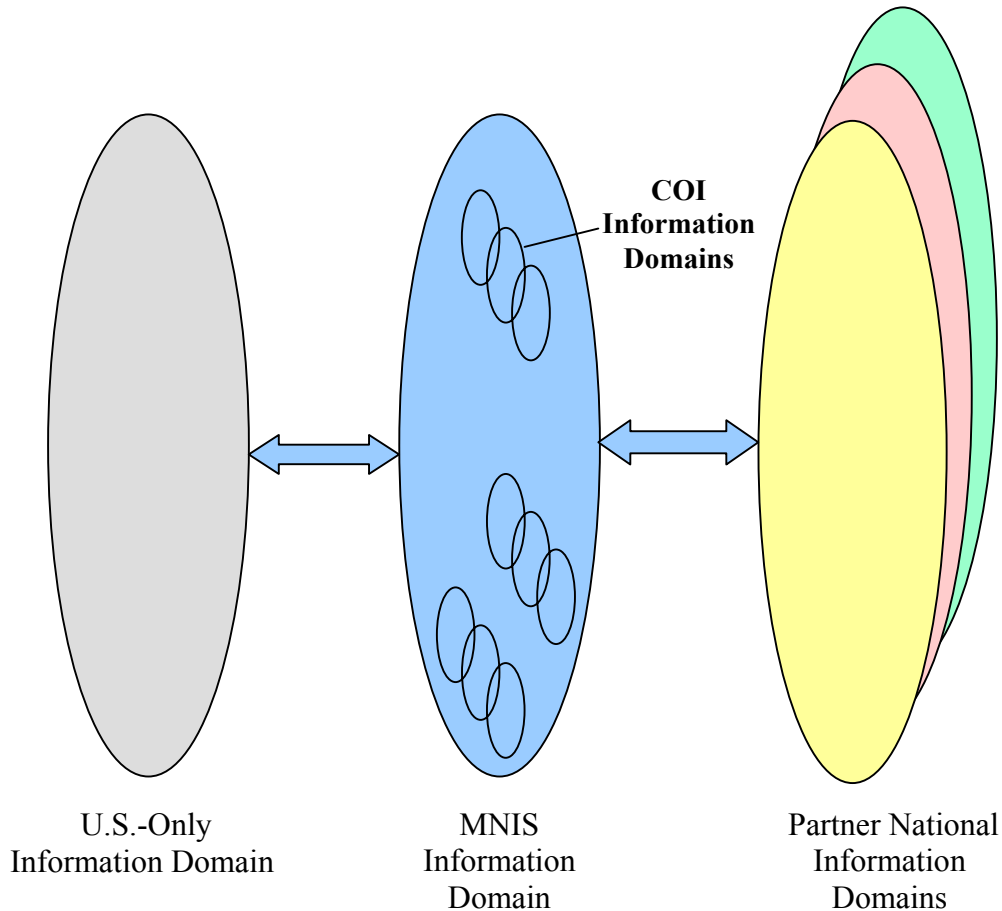 COI
Information
Domains
U.S.-Only
Information Domain
MNIS
Information
Domain
Partner National
Information
Domains